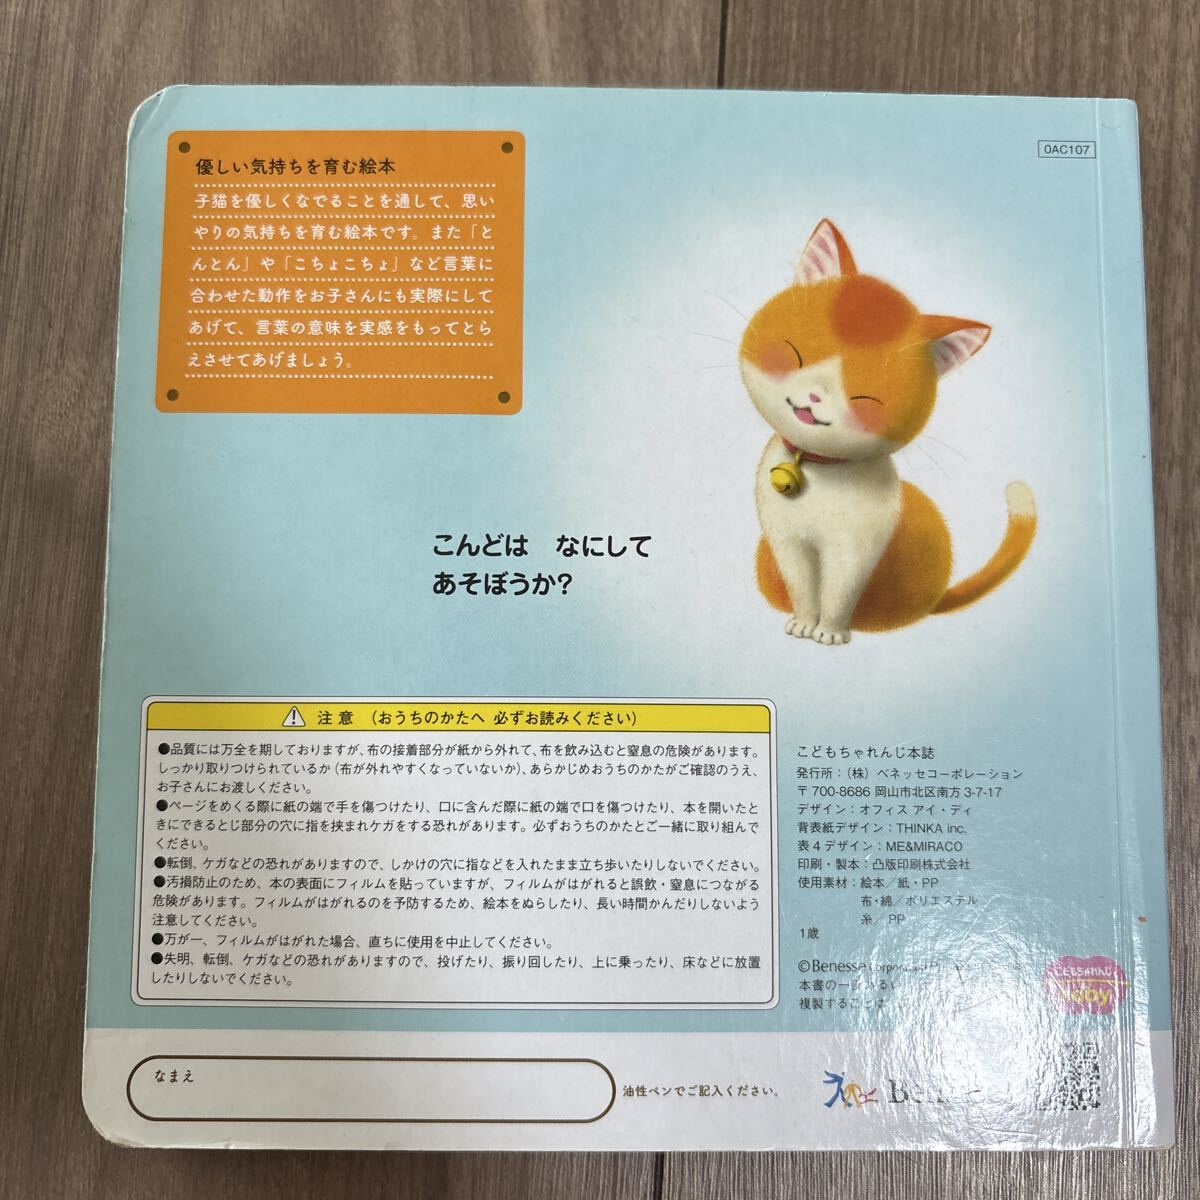 0AC107
優しい気持ちを育む絵本
子猫を優しくなでることを通して、思い
やりの気持ちを育む絵本です。また「と
んとん」や「こちょこちょ」など言葉に
合わせた動作をお子さんにも実際にして
あげて、言葉の意味を実感をもってとら
えさせてあげましょう。
こんどは なにして
あそぼうか?
注意 (おうちのかたへ 必ずお読みください)
●品質には万全を期しておりますが、布の接着部分が紙から外れて、布を飲み込むと窒息の危険があります。
しっかり取りつけられているか(布が外れやすくなっていないか)、あらかじめおうちのかたがご確認のうえ、
お子さんにお渡しください。
●ページをめくる際に紙の端で手を傷つけたり、口に含んだ際に紙の端で口を傷つけたり、本を開いたと
きにできるとじ部分の穴に指を挟まれケガをする恐れがあります。必ずおうちのかたとご一緒に取り組んで
ください。
●転倒、ケガなどの恐れがありますので、しかけの穴に指などを入れたまま立ち歩いたりしないでください。
●汚損防止のため、本の表面にフィルムを貼っていますが、フィルムがはがれると誤飲・窒息につながる
危険があります。フィルムがはがれるのを予防するため、絵本をぬらしたり、長い時間かんだりしないよう
注意してください。
●万が一、フィルムがはがれた場合、直ちに使用を中止してください。
●失明、転倒、ケガなどの恐れがありますので、投げたり、振り回したり、上に乗ったり、床などに放置
したりしないでください。
こどもちゃれんじ本誌
発行所:(株)ベネッセコーポレーション
〒700-8686 岡山市北区南方3-7-17
デザイン:オフィス アイ・ディ
背表紙デザイン:THINKA inc.
表4デザイン:ME&MIRACO
印刷・製本:凸版印刷株式会社
使用素材:絵本/紙・PP
布・綿/ポリエステル
糸/PP
1歳
©Benesse Corporation
本書の一部あるい
複製することは
こどもちゃれんじ
baby
なまえ
油性ペンでご記入ください。
Benesse